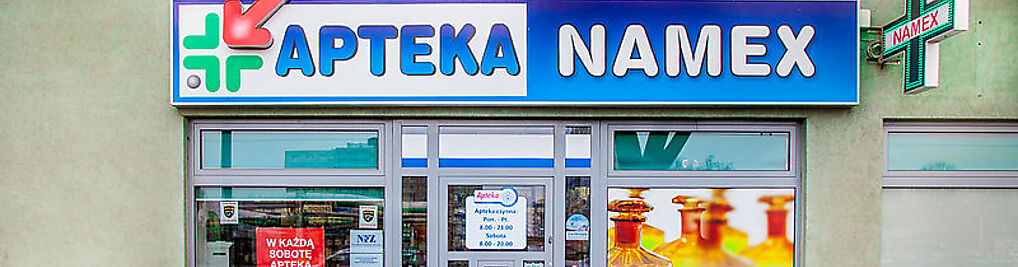 APTEKA NAMEX
NAMEX
Apteka
Apteka czynna
Pon. - Pt.
8.00 - 21:00
Sobota
8.00 - 20.00
W KAŻDĄ
SOBOTĘ
APTEKA
NFZ